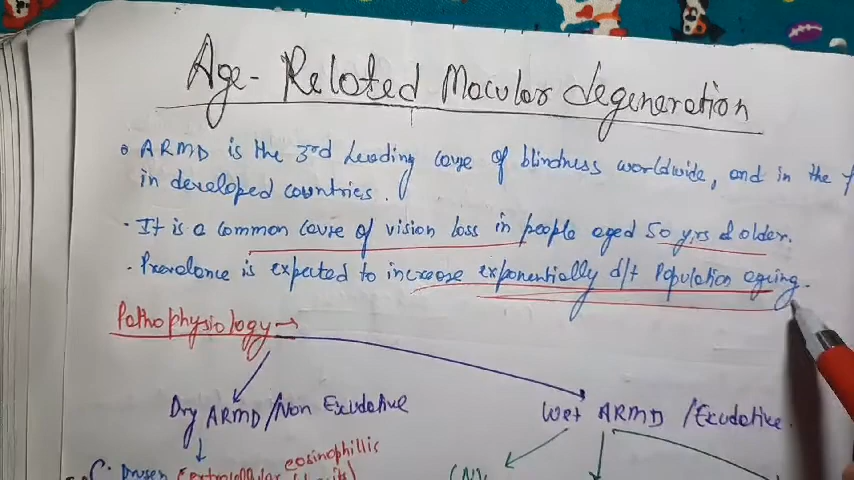 Age-Related Macular degeneration
• ARMD is the 3rd leading cause of blindness worldwide, and in the
in developed countries.
· It is a common cause of vision loss in people aged 50 yrs & older.
· Prevalence is expected to increase exponentially d/t Population ageing.
Pathophysiology →
Dry ARMD/Non Exudative
Wet ARMD /Exudative.
eosinophillic
Drusen (extracellular